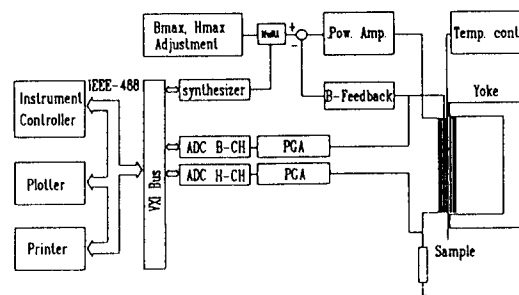 Bmax, Hmax
Adjustment
Multi
+
-
Pow. Amp.
Temp. cont
IEEE-488
Instrument
Controller
synthesizer
B-Feedback
Yoke
VXI Bus
ADC B-CH
PGA
ADC H-CH
PGA
Plotter
Printer
Sample